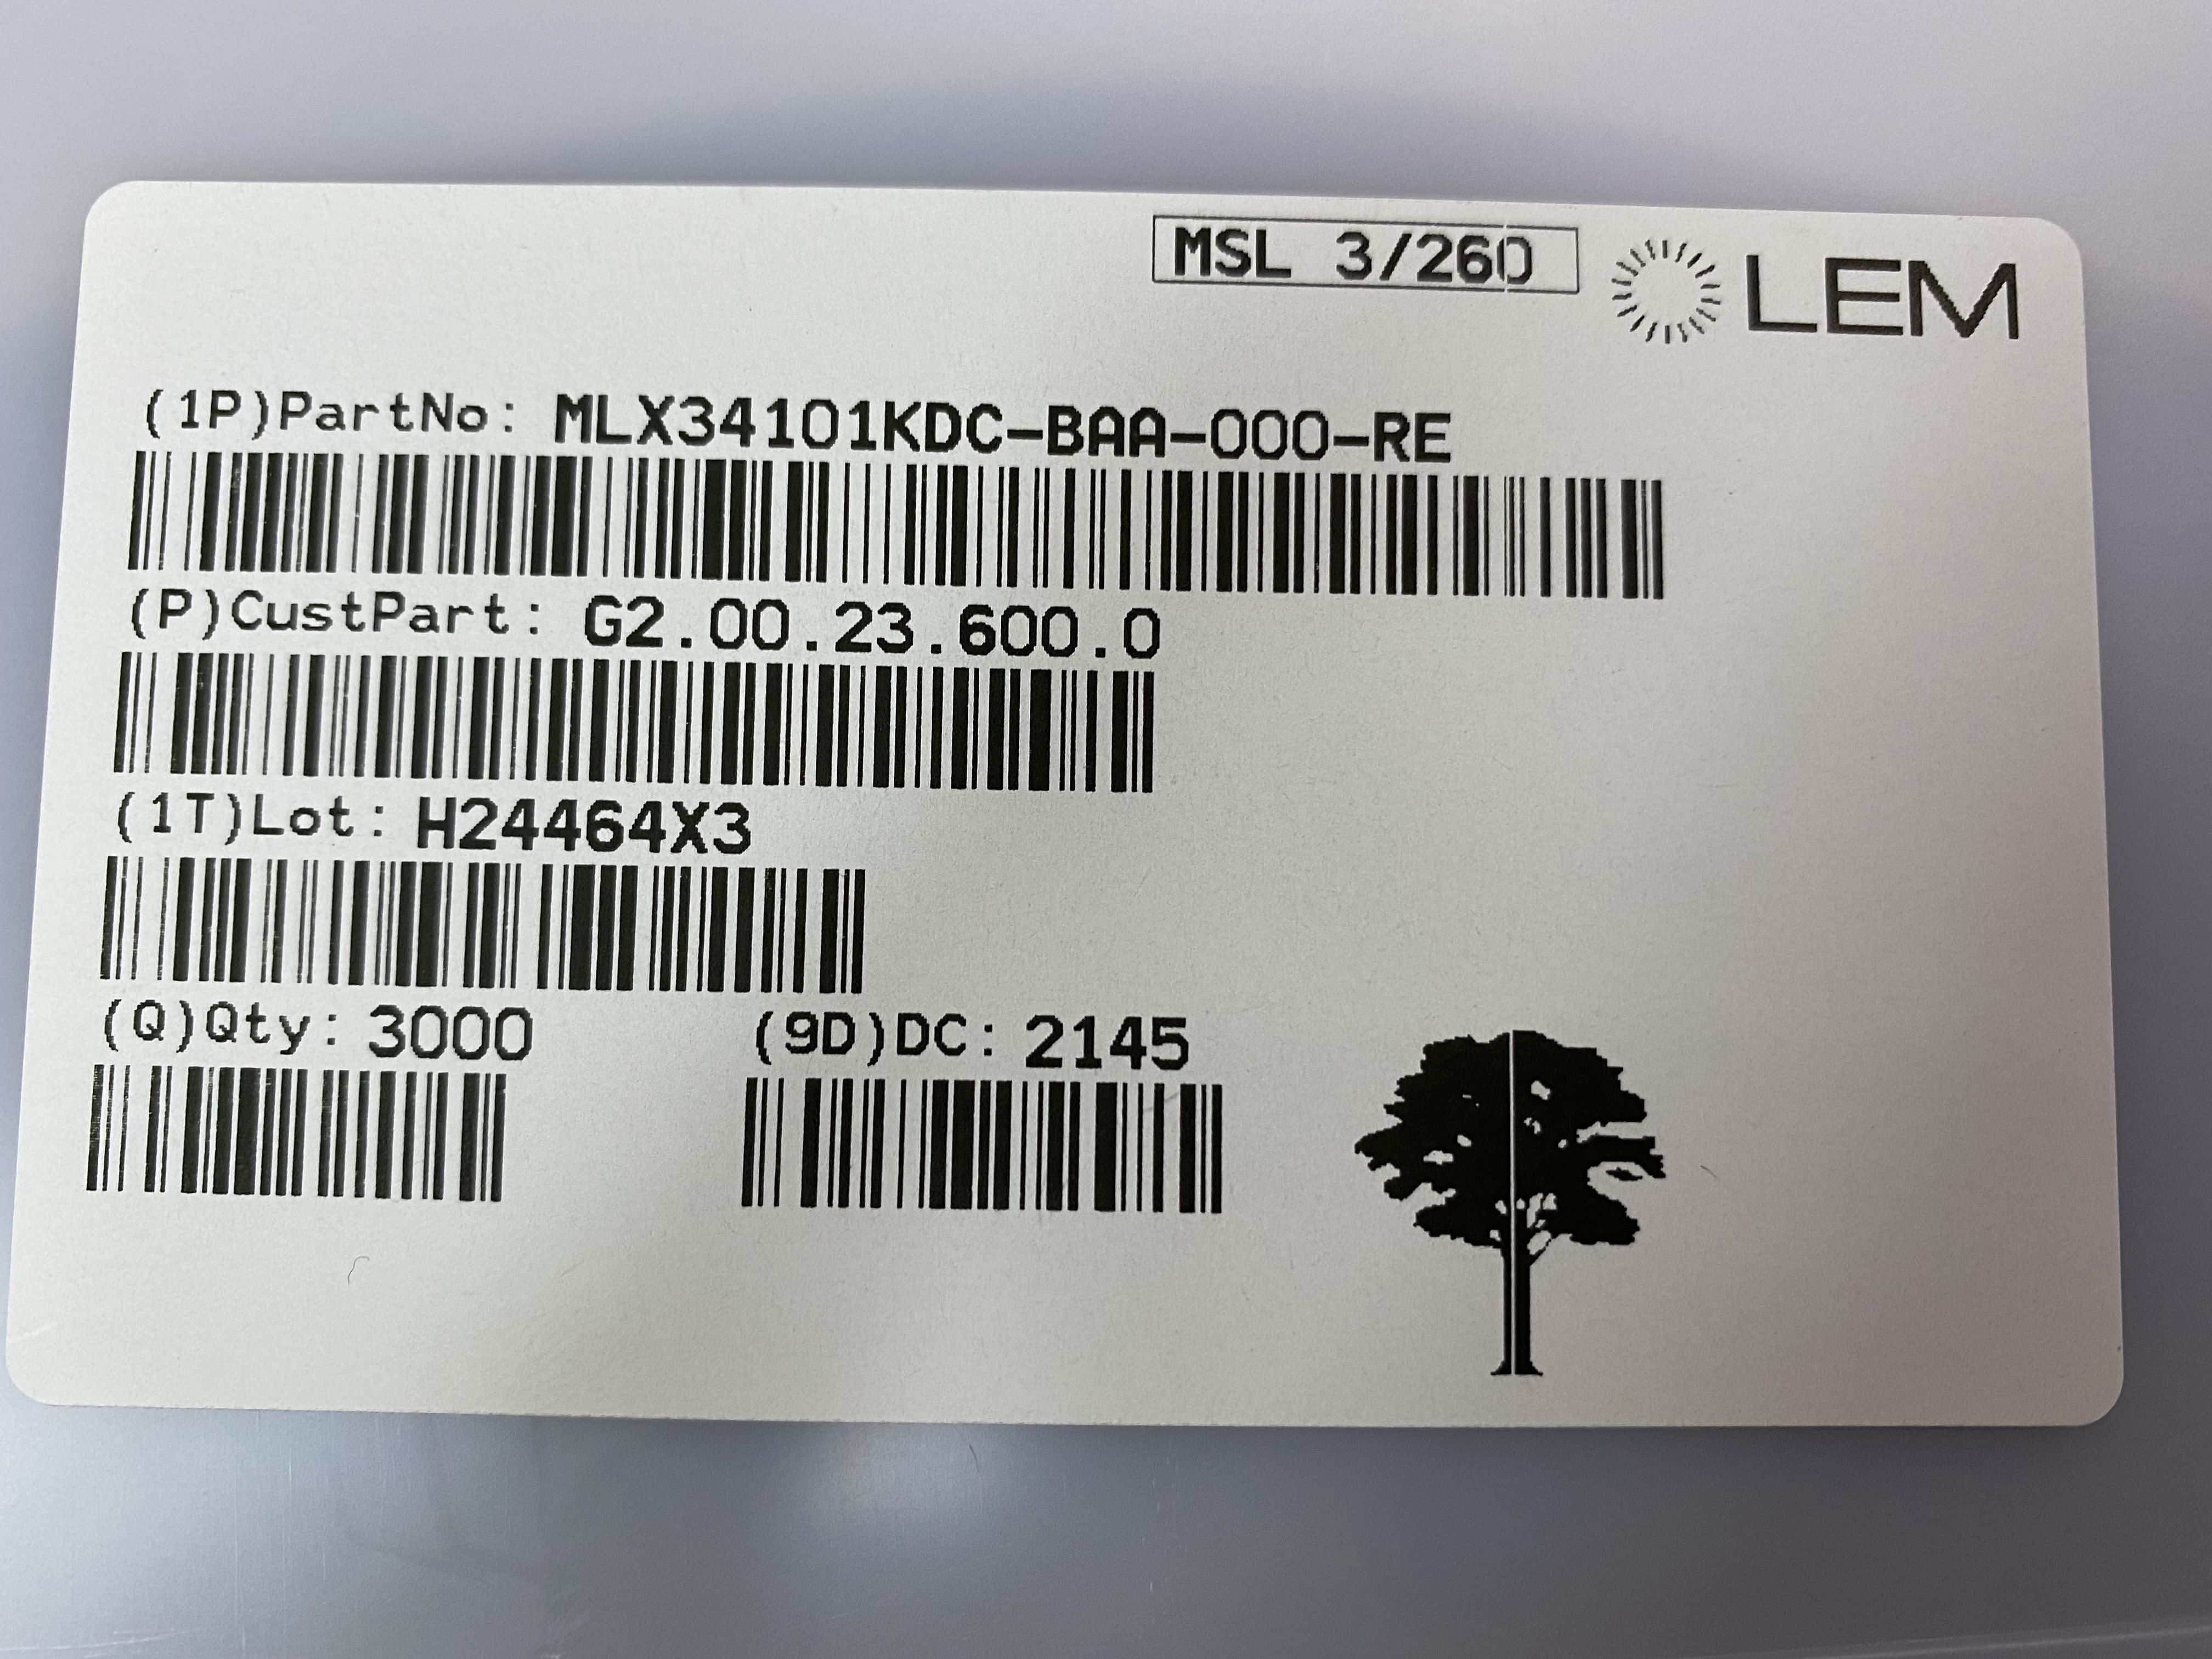 MSL 3/260
LEM
(1P)PartNo: MLX34101KDC-BAA-000-RE
(P)CustPart: G2.00.23.600.0
(1T)Lot: H24464X3
(Q)Qty: 3000 (9D)DC: 2145